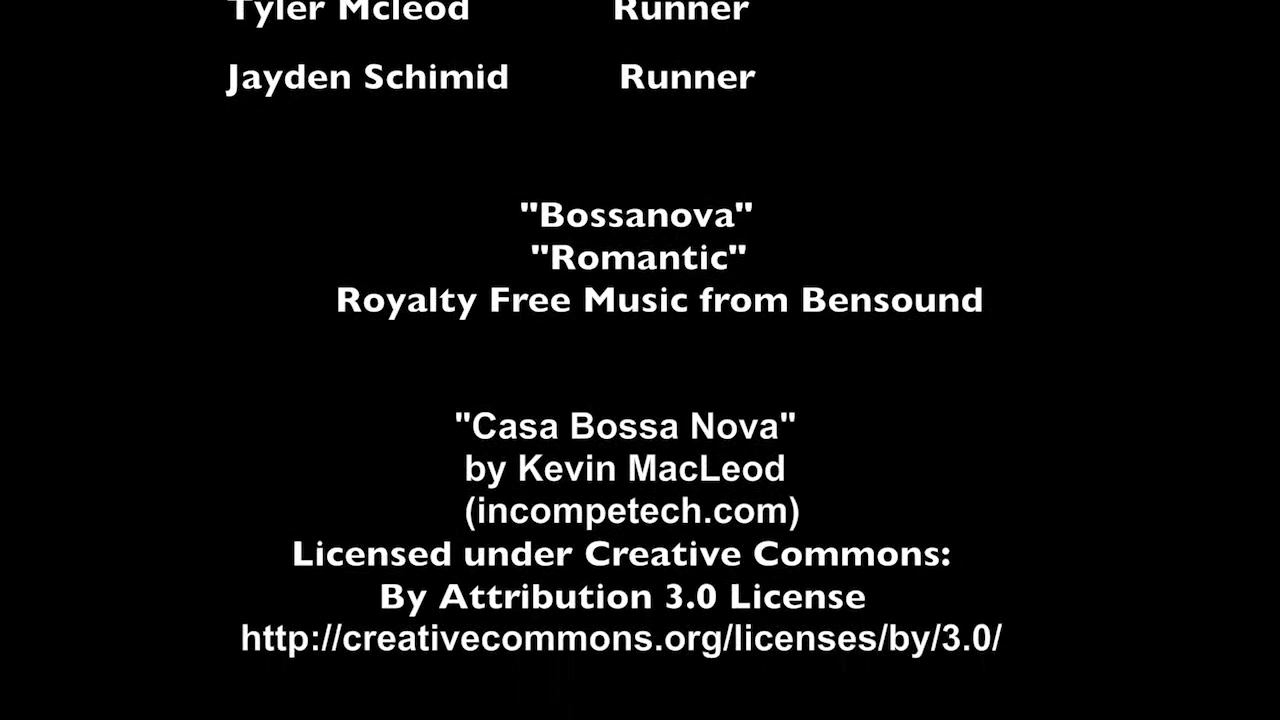 Tyler Mcleod Runner
Jayden Schimid Runner
"Bossanova"
"Romantic"
Royalty Free Music from Bensound
"Casa Bossa Nova"
by Kevin MacLeod
(incompetech.com)
Licensed under Creative Commons:
By Attribution 3.0 License
http://creativecommons.org/licenses/by/3.0/